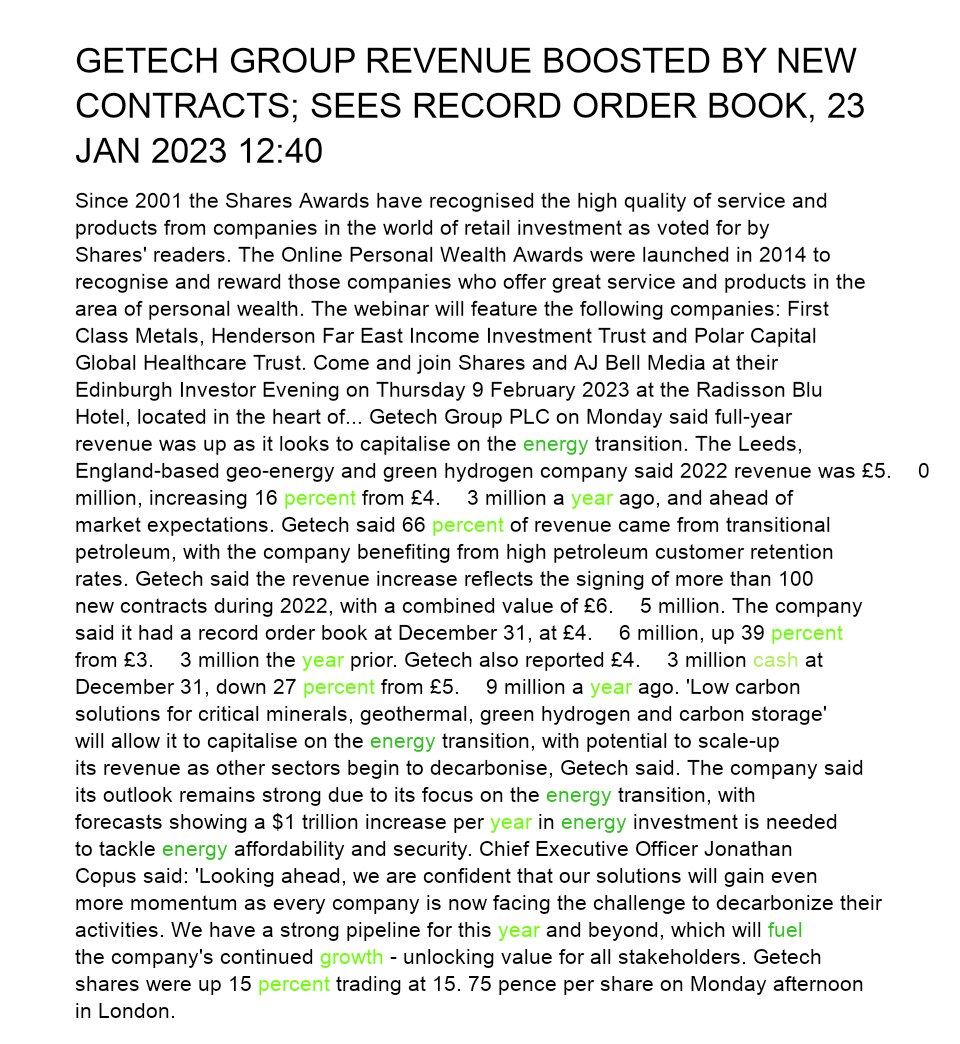 GETECH GROUP REVENUE BOOSTED BY NEW
CONTRACTS; SEES RECORD ORDER BOOK, 23
JAN 2023 12:40
Since 2001 the Shares Awards have recognised the high quality of service and
products from companies in the world of retail investment as voted for by
Shares' readers. The Online Personal Wealth Awards were launched in 2014 to
recognise and reward those companies who offer great service and products in the
area of personal wealth. The webinar will feature the following companies: First
Class Metals, Henderson Far East Income Investment Trust and Polar Capital
Global Healthcare Trust. Come and join Shares and AJ Bell Media at their
Edinburgh Investor Evening on Thursday 9 February 2023 at the Radisson Blu
Hotel, located in the heart of... Getech Group PLC on Monday said full-year
revenue was up as it looks to capitalise on the energy transition. The Leeds,
England-based geo-energy and green hydrogen company said 2022 revenue was £5. 0
million, increasing 16 percent from £4. 3 million a year ago, and ahead of
market expectations. Getech said 66 percent of revenue came from transitional
petroleum, with the company benefiting from high petroleum customer retention
rates. Getech said the revenue increase reflects the signing of more than 100
new contracts during 2022, with a combined value of £6. 5 million. The company
said it had a record order book at December 31, at £4. 6 million, up 39 percent
from £3. 3 million the year prior. Getech also reported £4. 3 million cash at
December 31, down 27 percent from £5. 9 million a year ago. 'Low carbon
solutions for critical minerals, geothermal, green hydrogen and carbon storage'
will allow it to capitalise on the energy transition, with potential to scale-up
its revenue as other sectors begin to decarbonise, Getech said. The company said
its outlook remains strong due to its focus on the energy transition, with
forecasts showing a $1 trillion increase per year in energy investment is needed
to tackle energy affordability and security. Chief Executive Officer Jonathan
Copus said: 'Looking ahead, we are confident that our solutions will gain even
more momentum as every company is now facing the challenge to decarbonize their
activities. We have a strong pipeline for this year and beyond, which will fuel
the company's continued growth - unlocking value for all stakeholders. Getech
shares were up 15 percent trading at 15. 75 pence per share on Monday afternoon
in London.